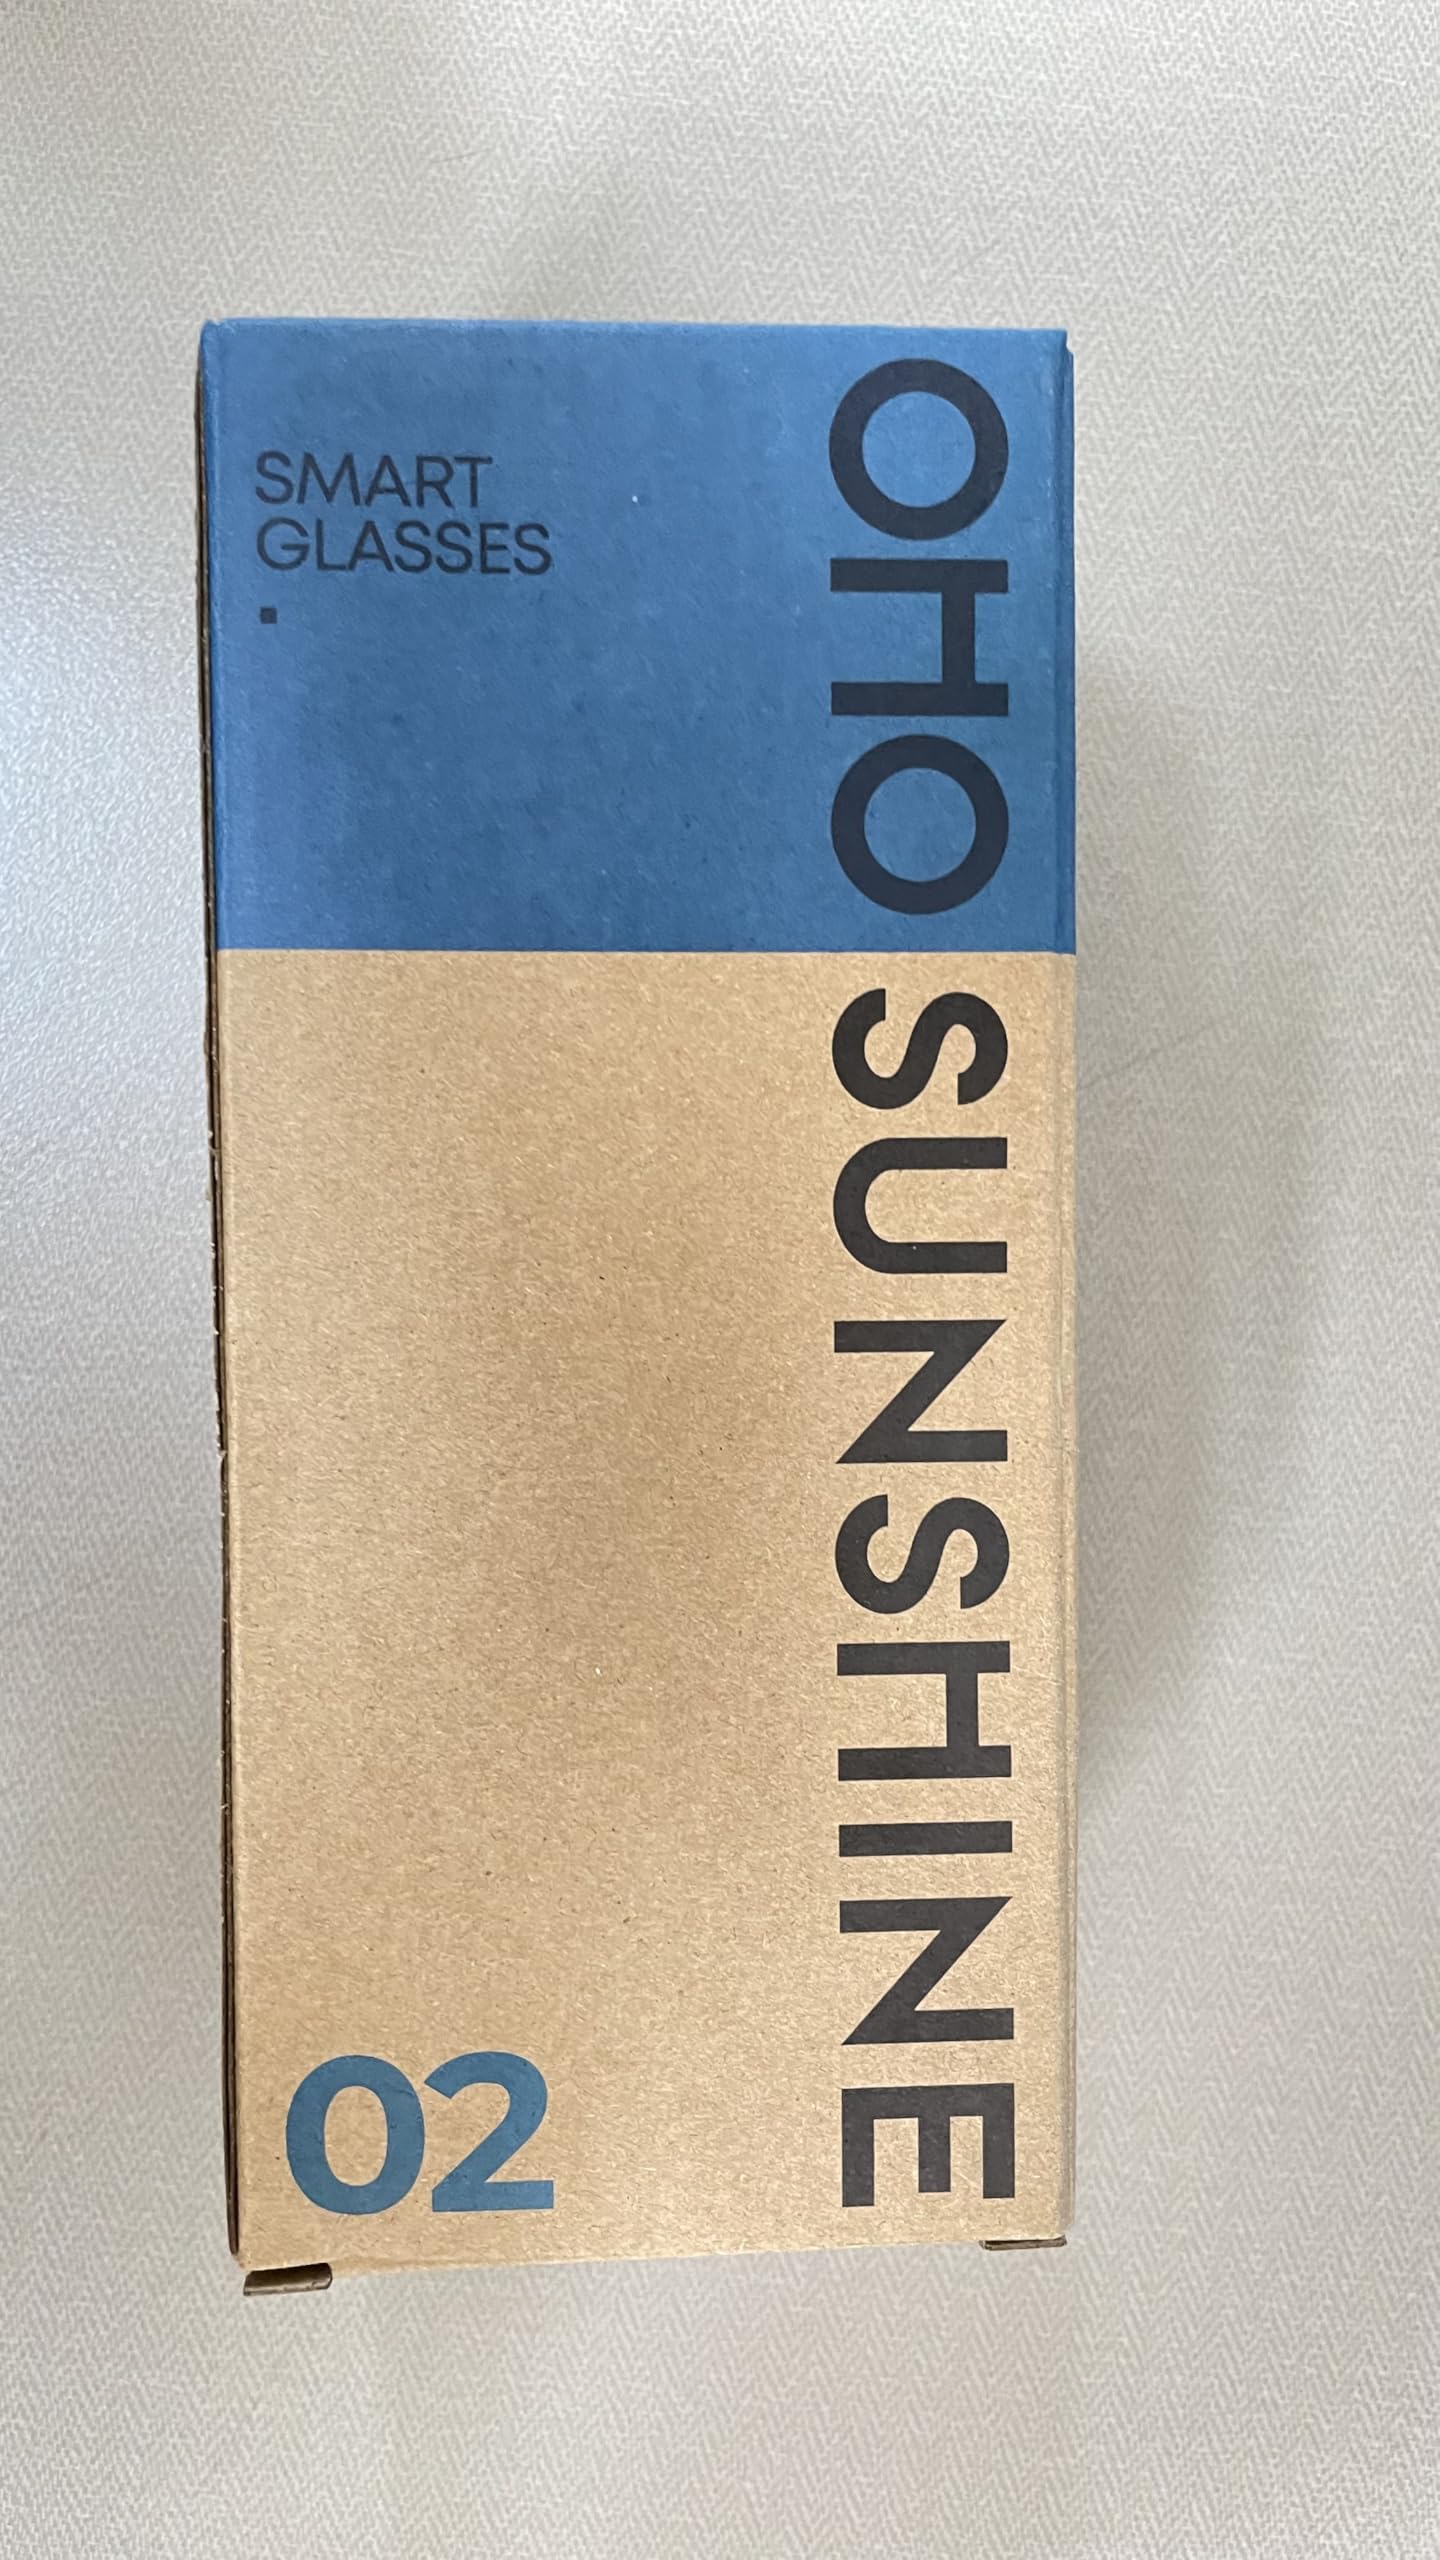 SMART
GLASSES
OHO SUNSHINE
02